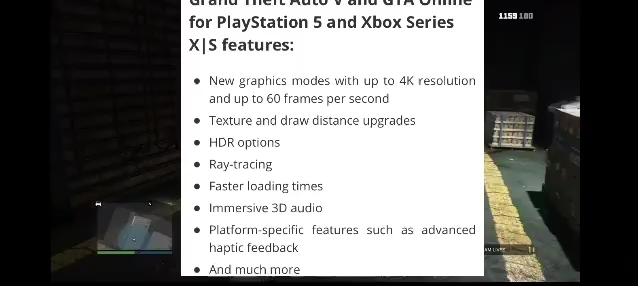 Grand Theft Auto V and GTA Online
for PlayStation 5 and Xbox Series
X|S features:
1159 100
• New graphics modes with up to 4K resolution
and up to 60 frames per second
• Texture and draw distance upgrades
• HDR options
• Ray-tracing
• Faster loading times
• Immersive 3D audio
• Platform-specific features such as advanced
haptic feedback
• And much more